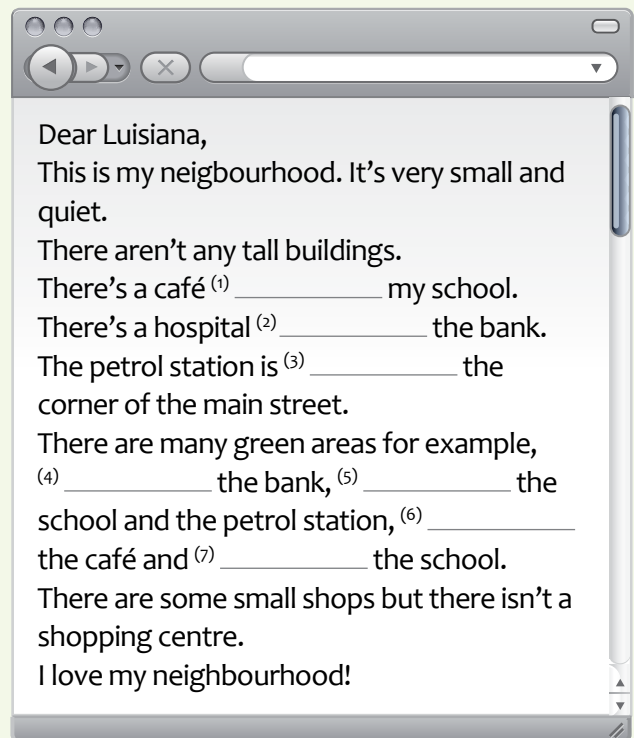 Dear Luisiana,
This is my neigbourhood. It's very small and
quiet.
There aren't any tall buildings.
There's a café (1) __________ my school.
There's a hospital (2) __________ the bank.
The petrol station is (3) __________ the
corner of the main street.
There are many green areas for example,
(4) __________ the bank, (5) __________ the
school and the petrol station, (6) __________
the café and (7) __________ the school.
There are some small shops but there isn't a
shopping centre.
I love my neighbourhood!